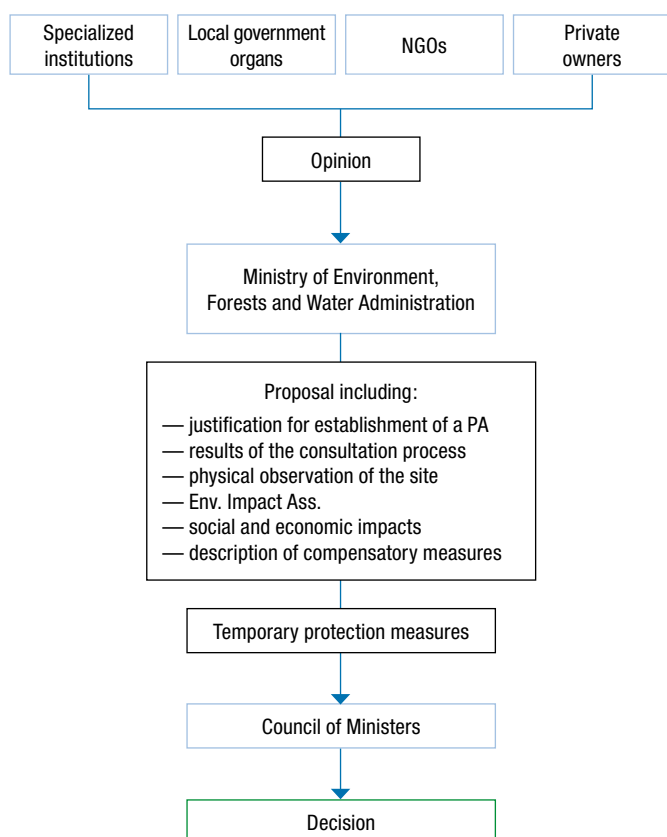 Specialized
institutions
Local government
organs
NGOs
Private
owners
Opinion
Ministry of Environment,
Forests and Water Administration
Proposal including:
— justification for establishment of a PA
— results of the consultation process
— physical observation of the site
— Env. Impact Ass.
— social and economic impacts
— description of compensatory measures
Temporary protection measures
Council of Ministers
Decision